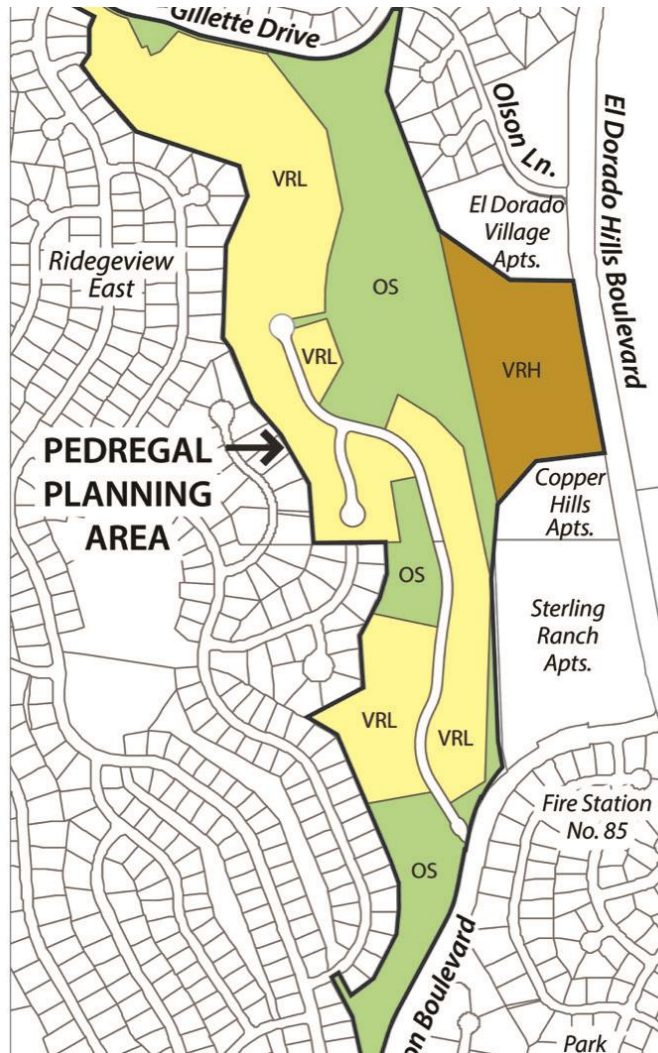 Gillette Drive
Olson Ln.
El Dorado Hills Boulevard
VRL
El Dorado
Village
Apts.
Ridegeview
East
OS
VRL
VRH
PEDREGAL
PLANNING
AREA
Copper
Hills
Apts.
OS
Sterling
Ranch
Apts.
VRL
VRL
Fire Station
No. 85
OS
on Boulevard
Park